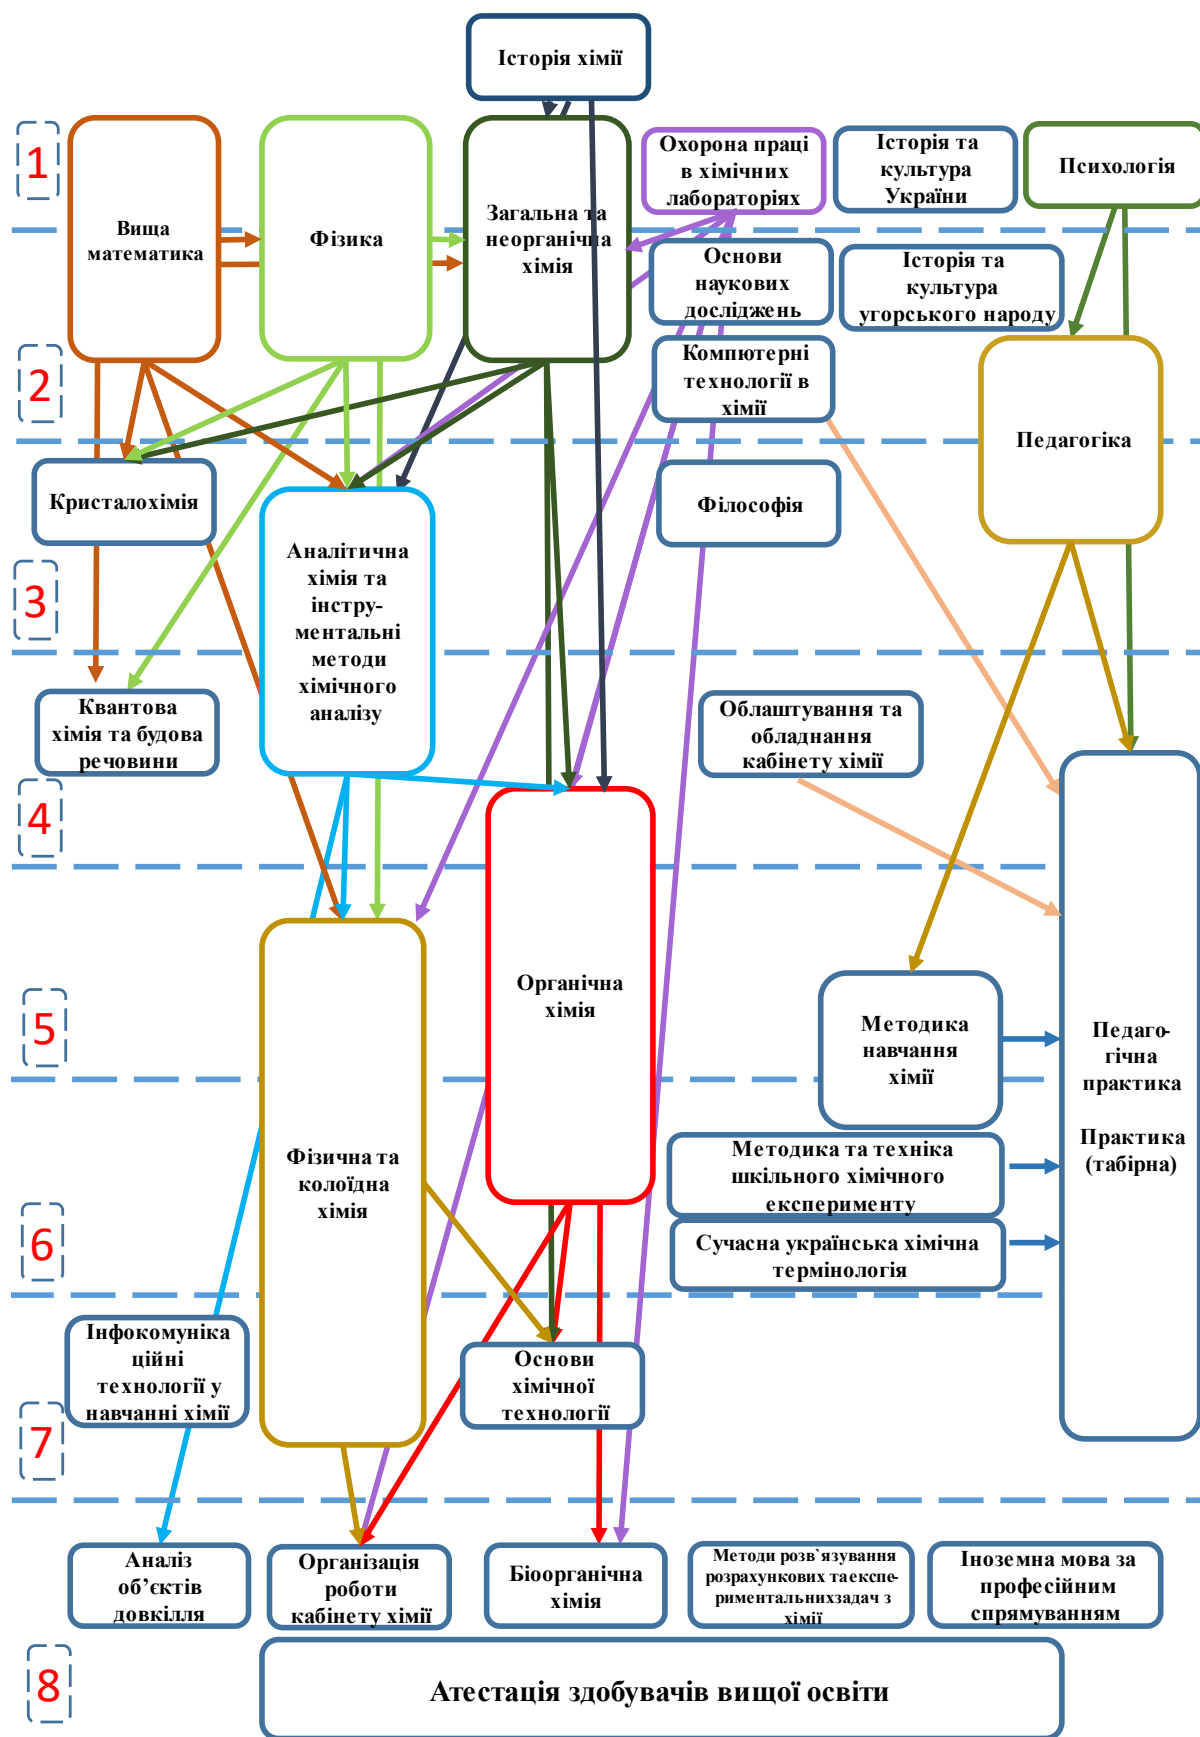 Історія хімії
1
Вища
математика
Фізика
Загальна та
неорганічна
хімія
Охорона праці
в хімічних
лабораторіях
Історія та
культура
України
Психологія
Основи
наукових
досліджень
Історія та
культура
угорського народу
2
Компютерні
технології в
хімії
Педагогіка
Кристалохімія
Філософія
3
Аналітична
хімія та
інстру-
ментальні
методи
хімічного
аналізу
Квантова
хімія та будова
речовини
Облаштування та
обладнання
кабінету хімії
4
5
Органічна
хімія
Методика
навчання
хімії
Педаго-
гічна
практика
Практика
(табірна)
Фізична та
колоїдна
хімія
Методика та техніка
шкільного хімічного
експерименту
6
Сучасна українська хімічна
термінологія
Інфокомуніка
ційні
технології у
навчанні хімії
Основи
хімічної
технології
7
Аналіз
об’єктів
довкілля
Організація
роботи
кабінету хімії
Біоорганічна
хімія
Методи розв`язування
розрахункових таекспе-
риментальнихзадач з
хімії
Іноземна мова за
професійним
спрямуванням
8
Атестація здобувачів вищої освіти